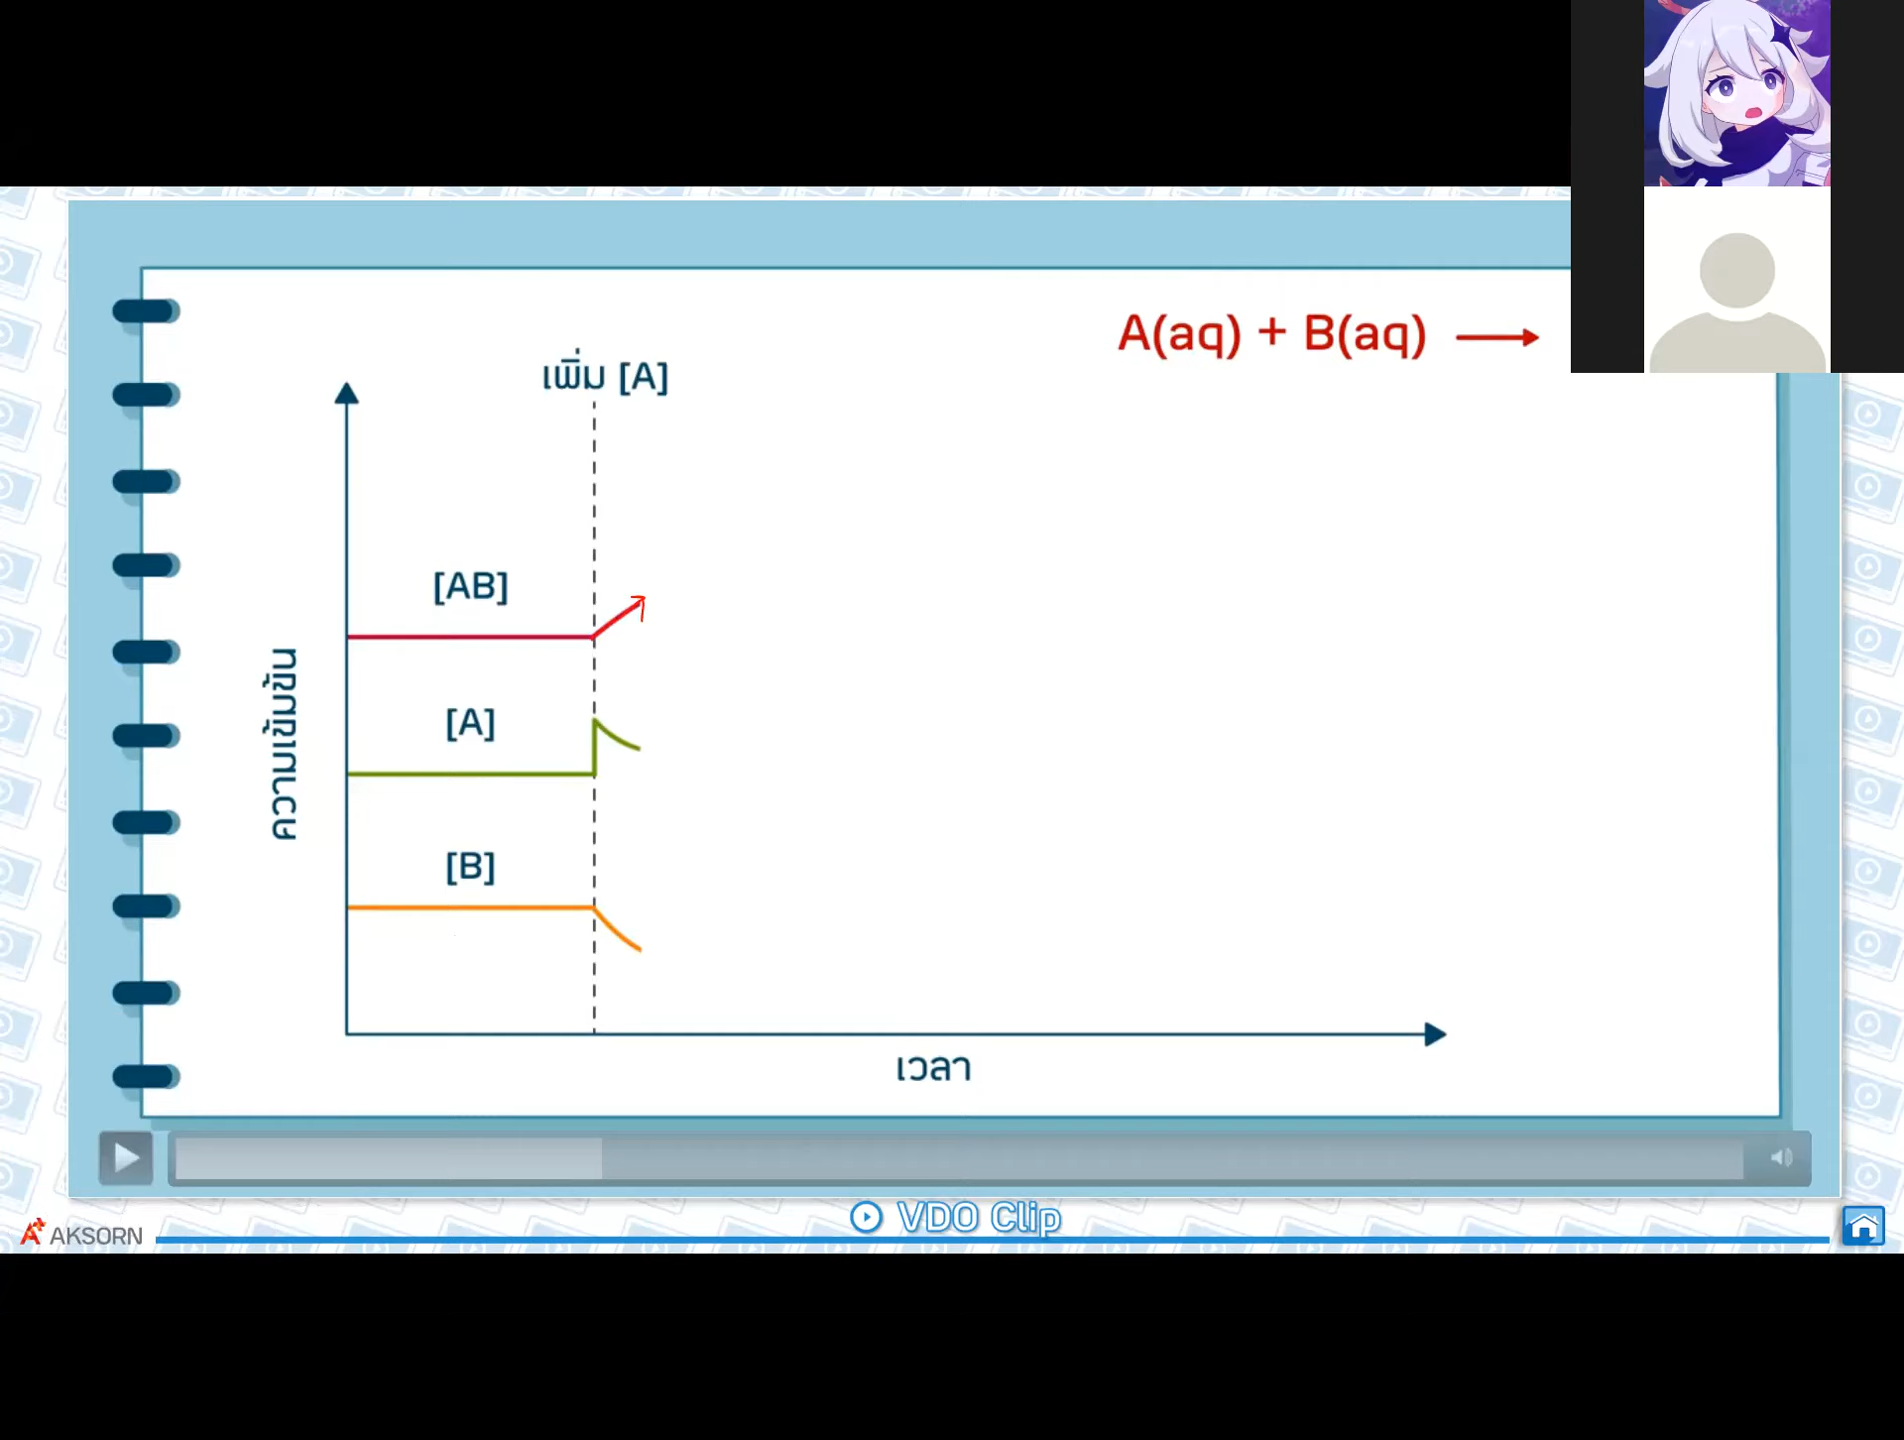 A(aq) + B(aq) ⟶
เพิ่ม [A]
[AB]
[A]
[B]
ความเข้มข้น
เวลา
VDO Clip
AKSORN